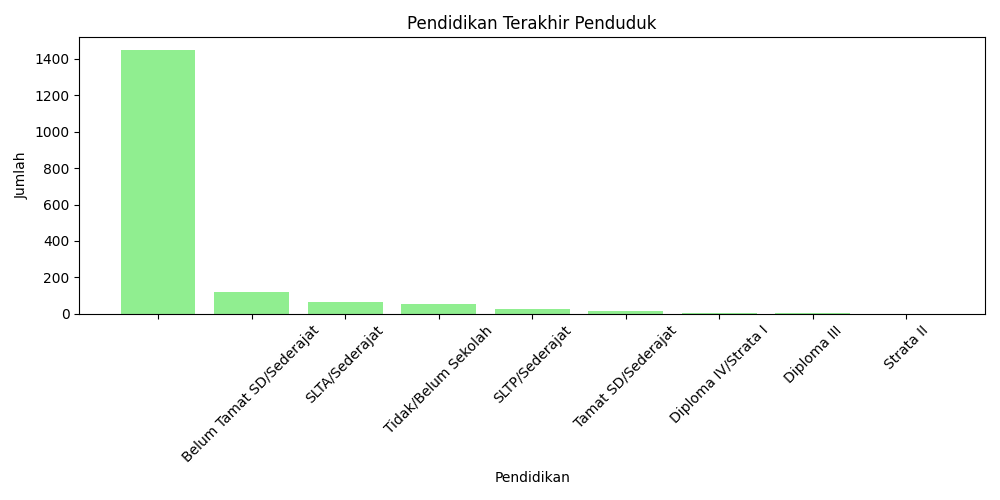 Pendidikan Terakhir Penduduk
Jumlah
1400
1200
1000
800
600
400
200
0
Belum Tamat SD/Sederajat
SLTA/Sederajat
Tidak/Belum Sekolah
SLTP/Sederajat
Tamat SD/Sederajat
Diploma IV/Strata I
Diploma III
Strata II
Pendidikan